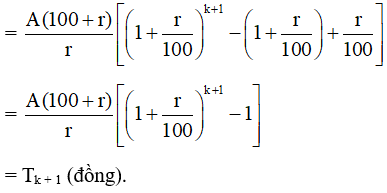 = A(100 + r)/r [(1 + r/100)^{k+1} − (1 + r/100) + r/100]
= A(100 + r)/r [(1 + r/100)^{k+1} − 1]
= T_{k + 1} (đồng).